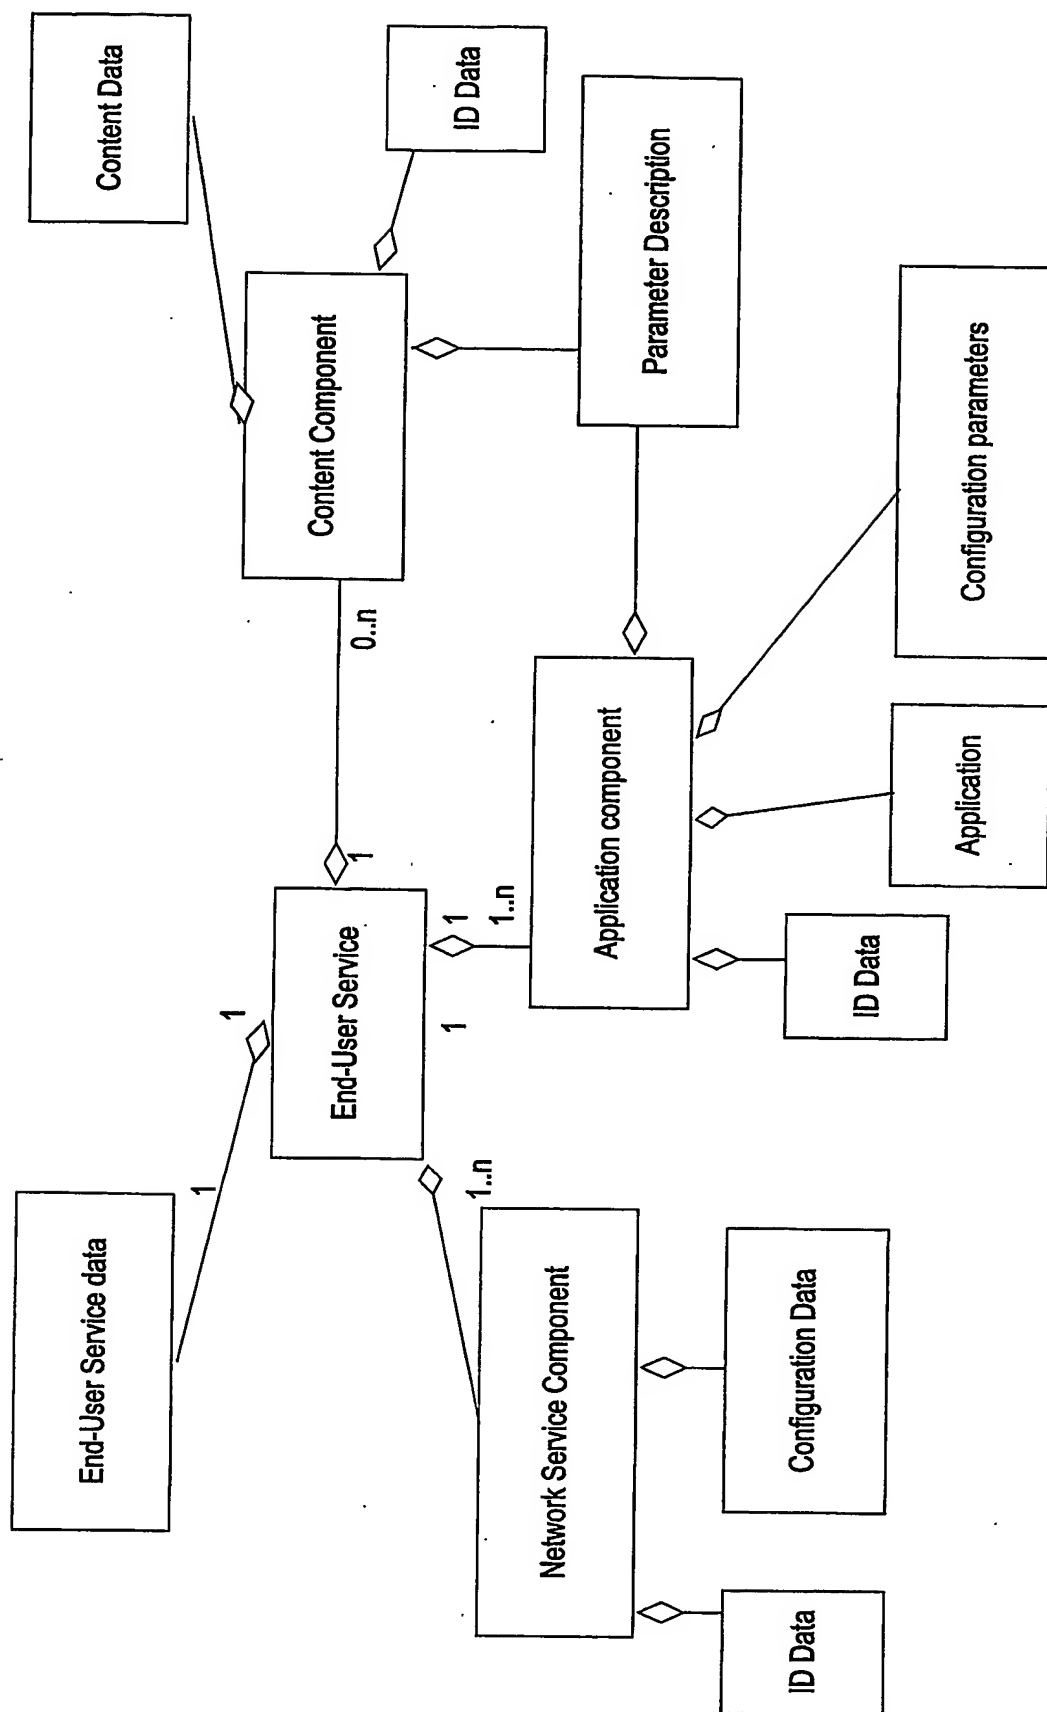 End-User Service data
Content Data
1
1
End-User Service
1
0..n
Content Component
ID Data
1
1
1..n
1..n
Network Service Component
Application component
Parameter Description
ID Data
Configuration Data
ID Data
Application
Configuration parameters